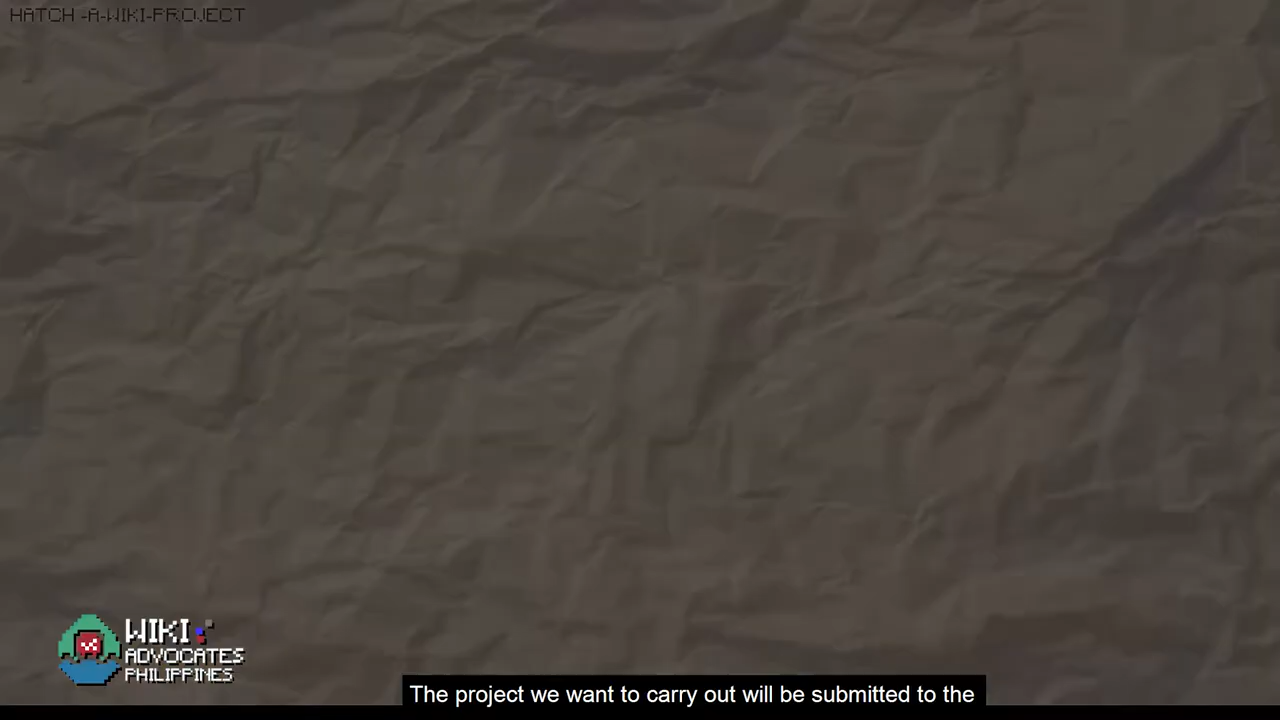 HATCH -A-WIKI-PROJECT
WIKI
ADVOCATES
PHILIPPINES
The project we want to carry out will be submitted to the